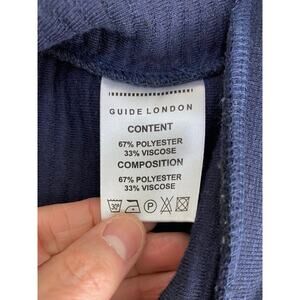 GUIDE LONDON
CONTENT
67% POLYESTER
33% VISCOSE
COMPOSITION
67% POLYESTER
33% VISCOSE
30° P